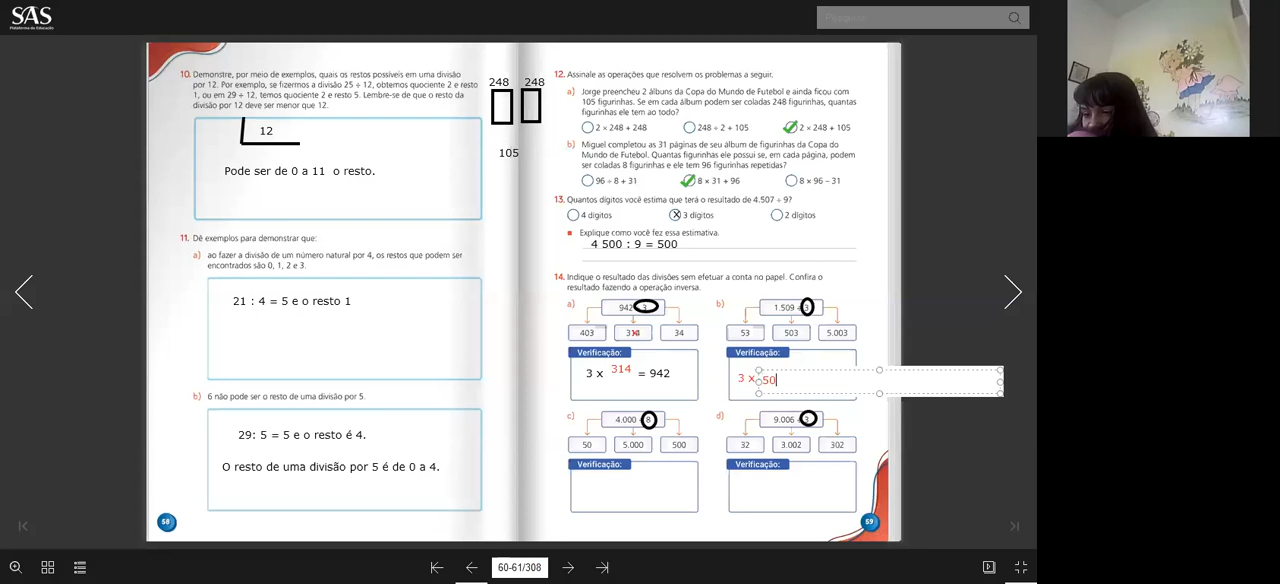 SAS
Plataforma de Educação
10. Demonstre, por meio de exemplos, quais os restos possíveis em uma divisão
por 12. Por exemplo, se fizermos a divisão 25 ÷ 12, obtemos quociente 2 e resto
1, ou em 29 ÷ 12, temos quociente 2 e resto 5. Lembre-se de que o resto da
divisão por 12 deve ser menor que 12.
12
Pode ser de 0 a 11 o resto.
11. Dê exemplos para demonstrar que:
a) ao fazer a divisão de um número natural por 4, os restos que podem ser
encontrados são 0, 1, 2 e 3.
21 : 4 = 5 e o resto 1
b) 6 não pode ser o resto de uma divisão por 5.
29: 5 = 5 e o resto é 4.
O resto de uma divisão por 5 é de 0 a 4.
58
248 248
105
12. Assinale as operações que resolvem os problemas a seguir.
a) Jorge preencheu 2 álbuns da Copa do Mundo de Futebol e ainda ficou com
105 figurinhas. Se em cada álbum podem ser coladas 248 figurinhas, quantas
figurinhas ele tem ao todo?
2 × 248 + 248 248 ÷ 2 + 105 2 × 248 + 105
b) Miguel completou as 31 páginas de seu álbum de figurinhas da Copa do
Mundo de Futebol. Quantas figurinhas ele possui se, em cada página, podem
ser coladas 8 figurinhas e ele tem 96 figurinhas repetidas?
96 ÷ 8 + 31 8 × 31 + 96 8 × 96 – 31
13. Quantos dígitos você estima que terá o resultado de 4.507 ÷ 9?
4 dígitos X 3 dígitos 2 dígitos
Explique como você fez essa estimativa.
4 500 : 9 = 500
14. Indique o resultado das divisões sem efetuar a conta no papel. Confira o
resultado fazendo a operação inversa.
a) 942 ÷ 3
403 314 34
Verificação:
3 x 314 = 942
b) 1.509 ÷ 3
53 503 5.003
Verificação:
3 x 50
c) 4.000 ÷ 8
50 5.000 500
Verificação:
d) 9.006 ÷ 3
32 3.002 302
Verificação:
59
60-61/308